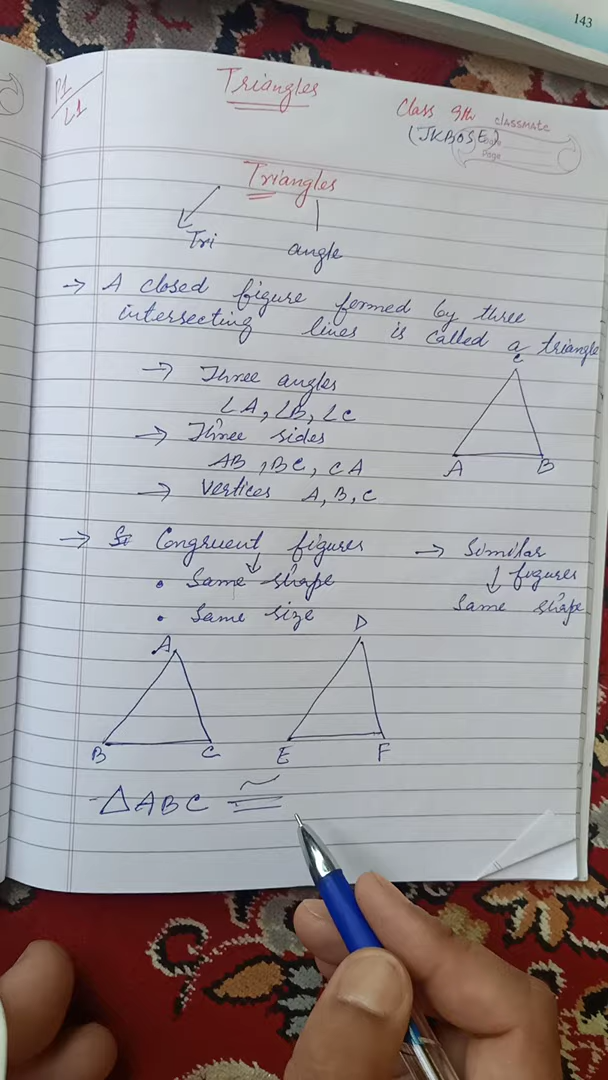 143
P1
L1
Triangles
Class 9th
classmate
(JKBOSE)
Date
Page
Triangles
Tri angle
→ A closed figure formed by three
intersecting lines is called a triangle
→ Three angles
∠A, ∠B, ∠C
→ Three sides
AB, BC, CA
→ Vertices A, B, C
C
A B
→ Congruent figures
• Same shape
• Same size
→ Similar
figures
Same shape
A
B C
D
E F
△ABC ≅